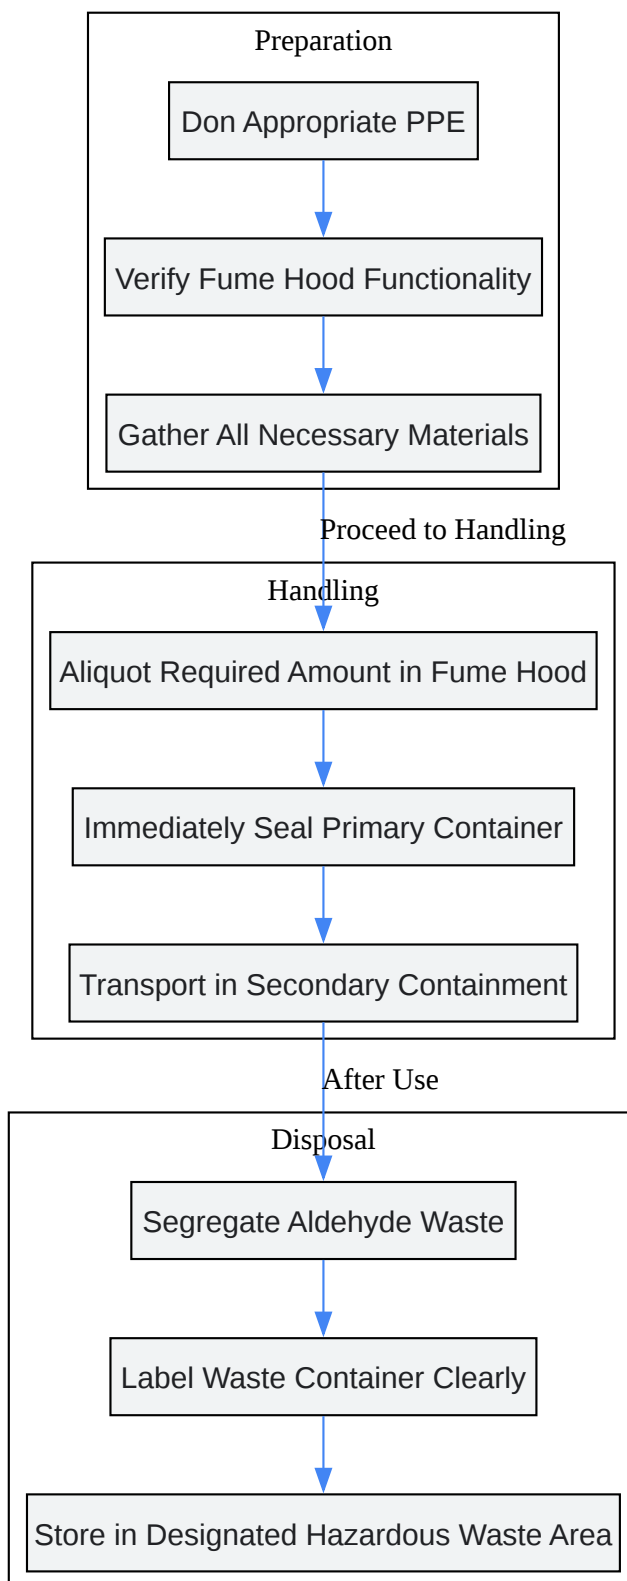 Preparation
Don Appropriate PPE
Verify Fume Hood Functionality
Gather All Necessary Materials
Proceed to Handling
Handling
Aliquot Required Amount in Fume Hood
Immediately Seal Primary Container
Transport in Secondary Containment
After Use
Disposal
Segregate Aldehyde Waste
Label Waste Container Clearly
Store in Designated Hazardous Waste Area